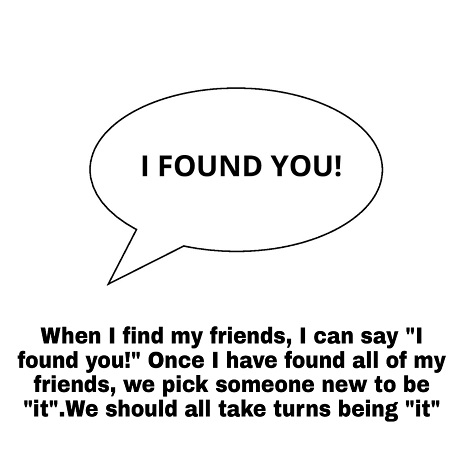 I FOUND YOU!
When I find my friends, I can say "I
found you!" Once I have found all of my
friends, we pick someone new to be
"it".We should all take turns being "it"